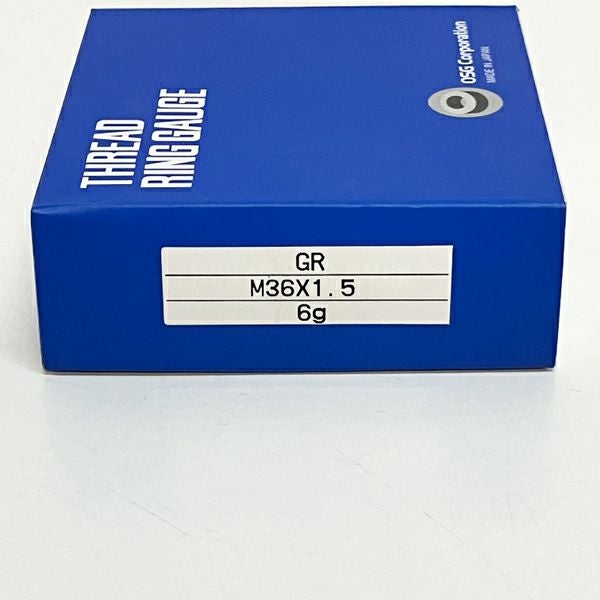 THREAD
RING GAUGE
OSG Corporation
MADE IN JAPAN
GR
M36X1.5
6g